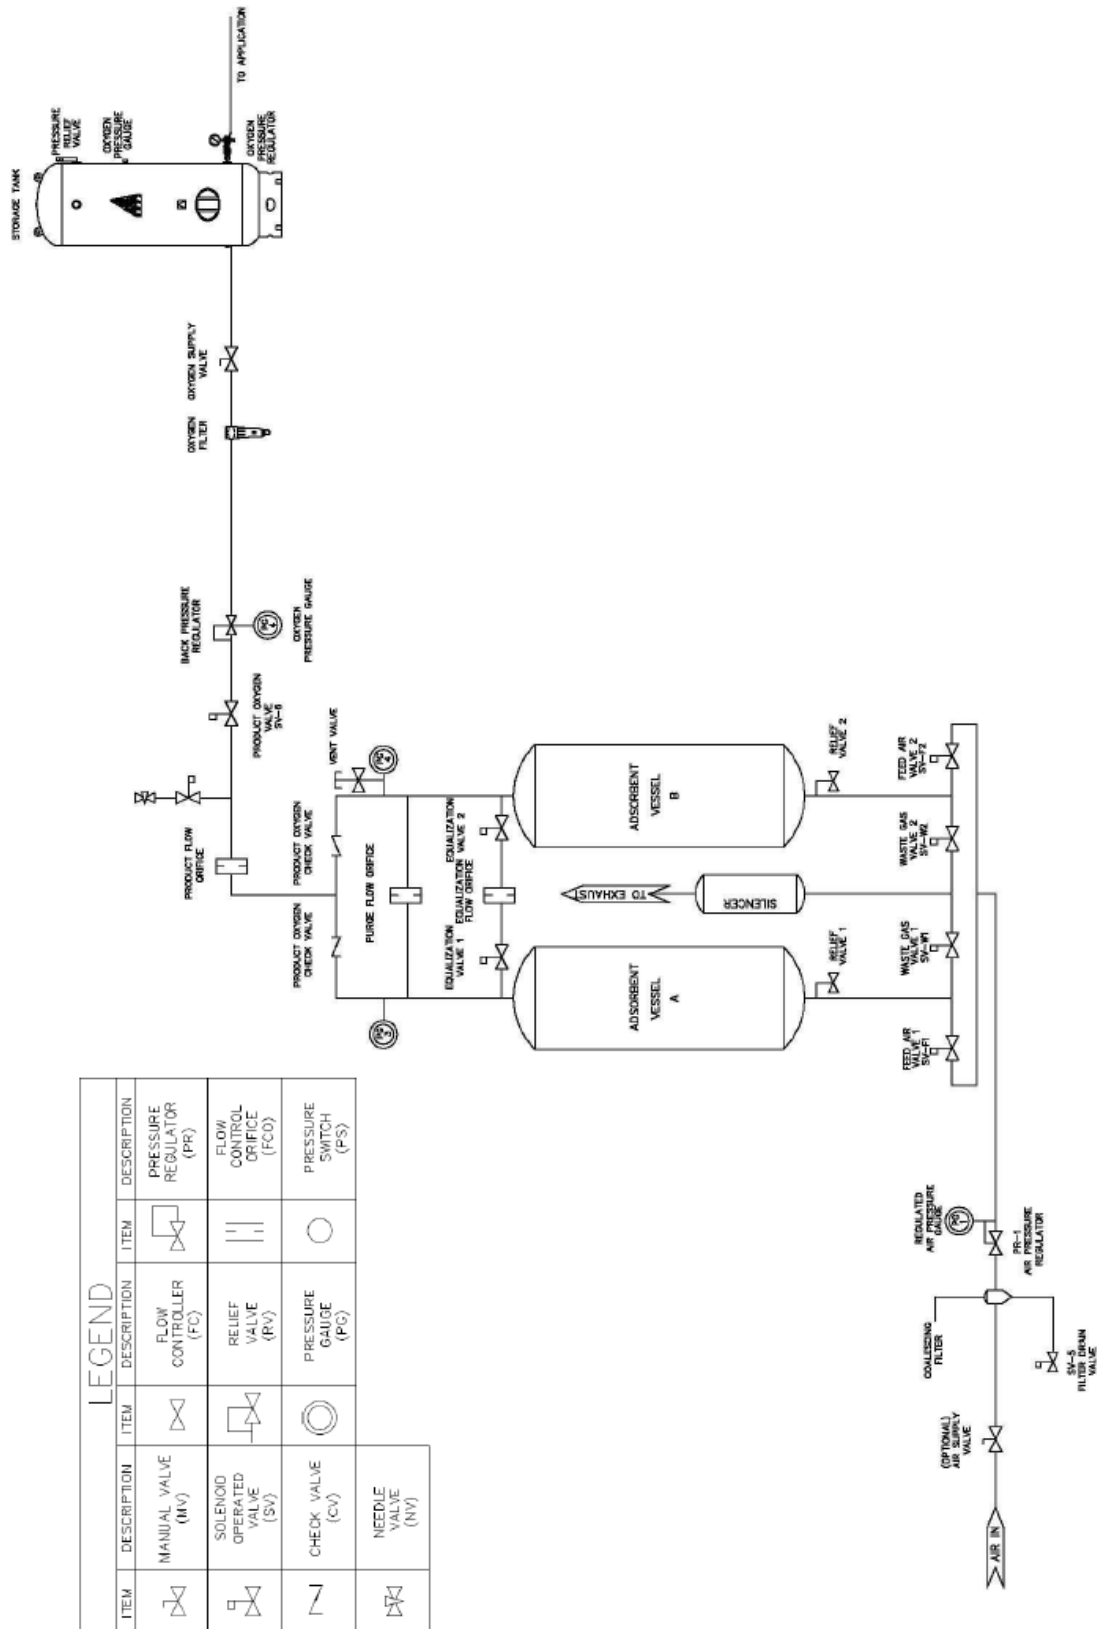 LEGEND
ITEM
DESCRIPTION
ITEM
DESCRIPTION
ITEM
DESCRIPTION
MANUAL VALVE
(MV)
FLOW
CONTROLLER
(FC)
PRESSURE
REGULATOR
(PR)
SOLENOID
OPERATED
VALVE
(SV)
RELIEF
VALVE
(RV)
FLOW
CONTROL
ORIFICE
(FCO)
CHECK VALVE
(CV)
PRESSURE
GAUGE
(PG)
PRESSURE
SWITCH
(PS)
NEEDLE
VALVE
(NV)
STORAGE TANK
PRESSURE
RELIEF
VALVE
OXYGEN
PRESSURE
GAUGE
TO APPLICATION
OXYGEN
PRESSURE
REGULATOR
OXYGEN SUPPLY
VALVE
OXYGEN
FILTER
BACK PRESSURE
REGULATOR
OXYGEN
PRESSURE GAUGE
PRODUCT OXYGEN
VALVE
SV-6
PRODUCT FLOW
ORIFICE
VENT VALVE
PRODUCT OXYGEN
CHECK VALVE
PRODUCT OXYGEN
CHECK VALVE
PG
3
PURGE FLOW ORIFICE
PG
4
EQUALIZATION
VALVE 1
EQUALIZATION
FLOW ORIFICE
EQUALIZATION VALVE 2
ADSORBENT
VESSEL
A
ADSORBENT
VESSEL
B
TO EXHAUST
SILENCER
RELIEF
VALVE 1
RELIEF
VALVE 2
FEED AIR
VALVE 1
SV-F1
WASTE GAS
VALVE 1
SV-W1
WASTE GAS
VALVE 2
SV-W2
FEED AIR
VALVE 2
SV-F2
REGULATED
AIR PRESSURE
GAUGE
PG
1
PR-1
AIR PRESSURE
REGULATOR
COALESCING
FILTER
SV-5
FILTER DRAIN
VALVE
(OPTIONAL)
AIR SUPPLY
VALVE
AIR IN